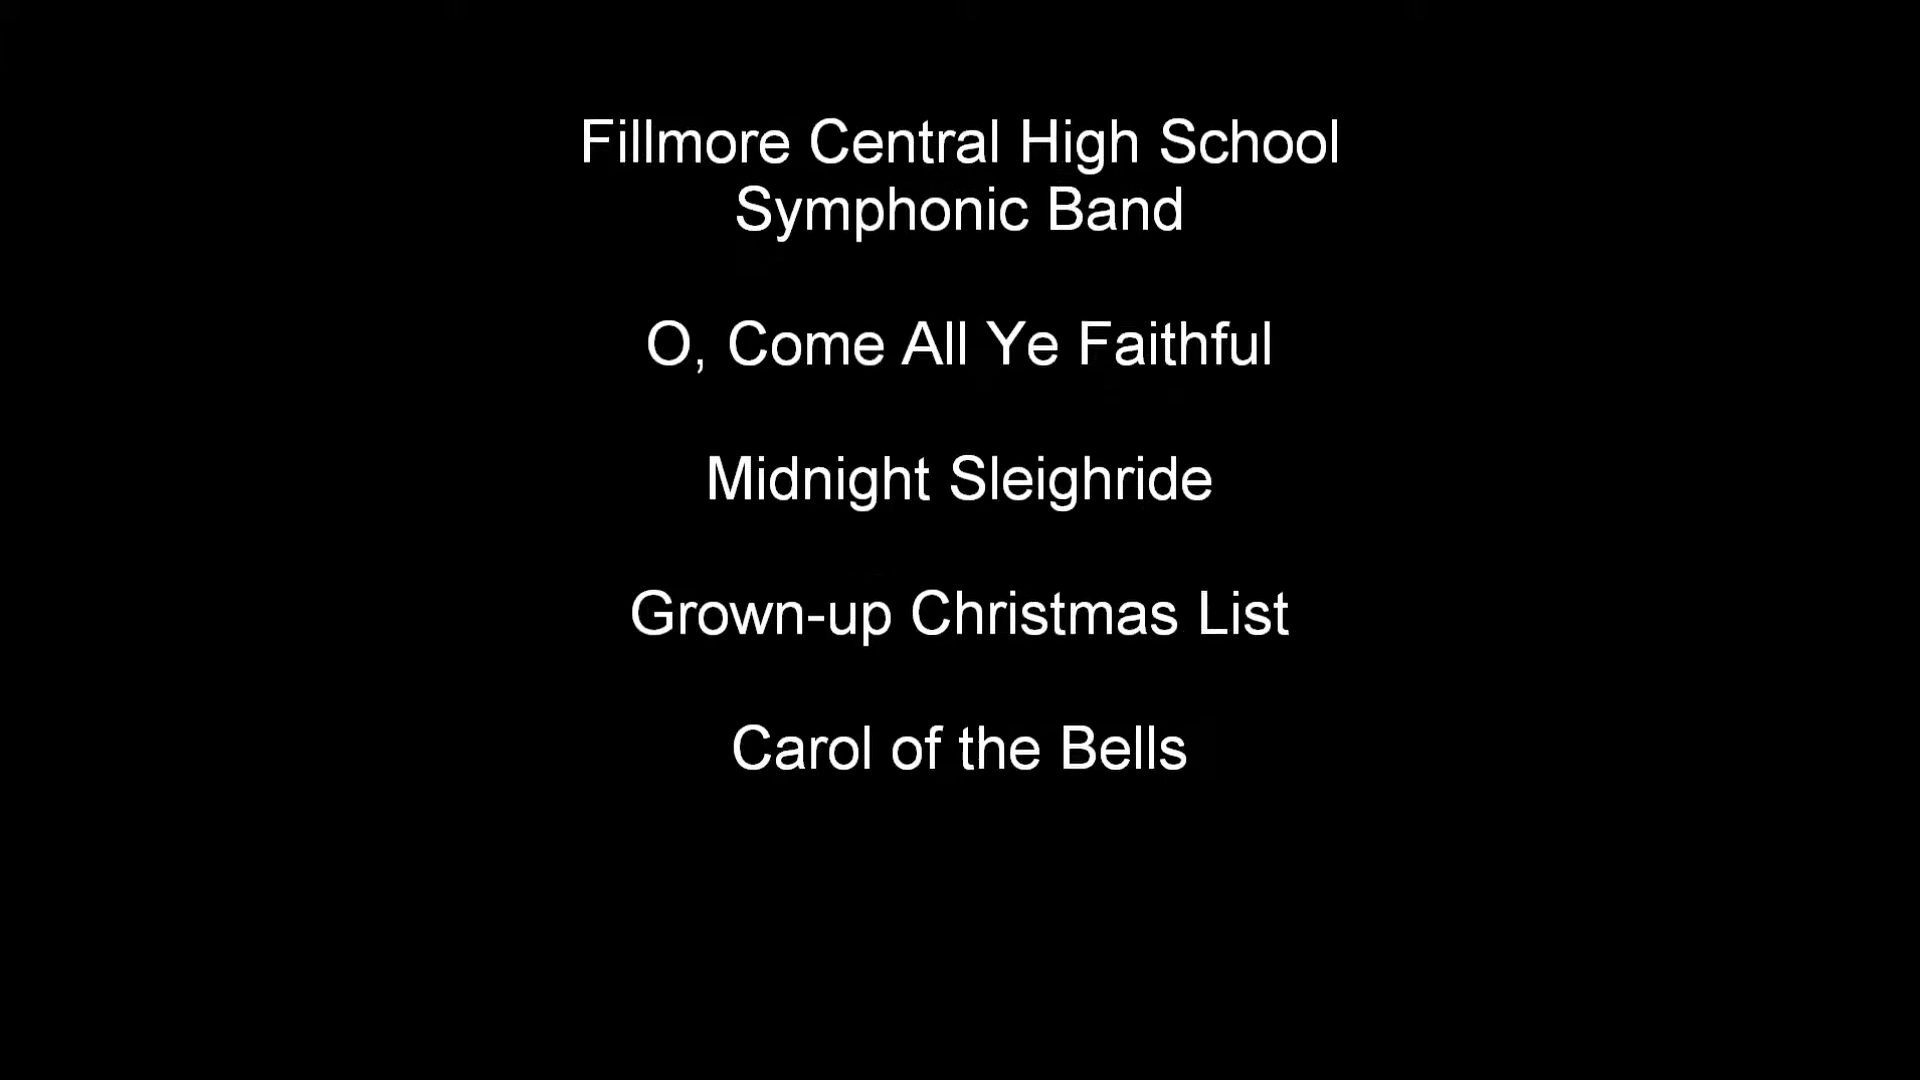 Fillmore Central High School
Symphonic Band
O, Come All Ye Faithful
Midnight Sleighride
Grown-up Christmas List
Carol of the Bells